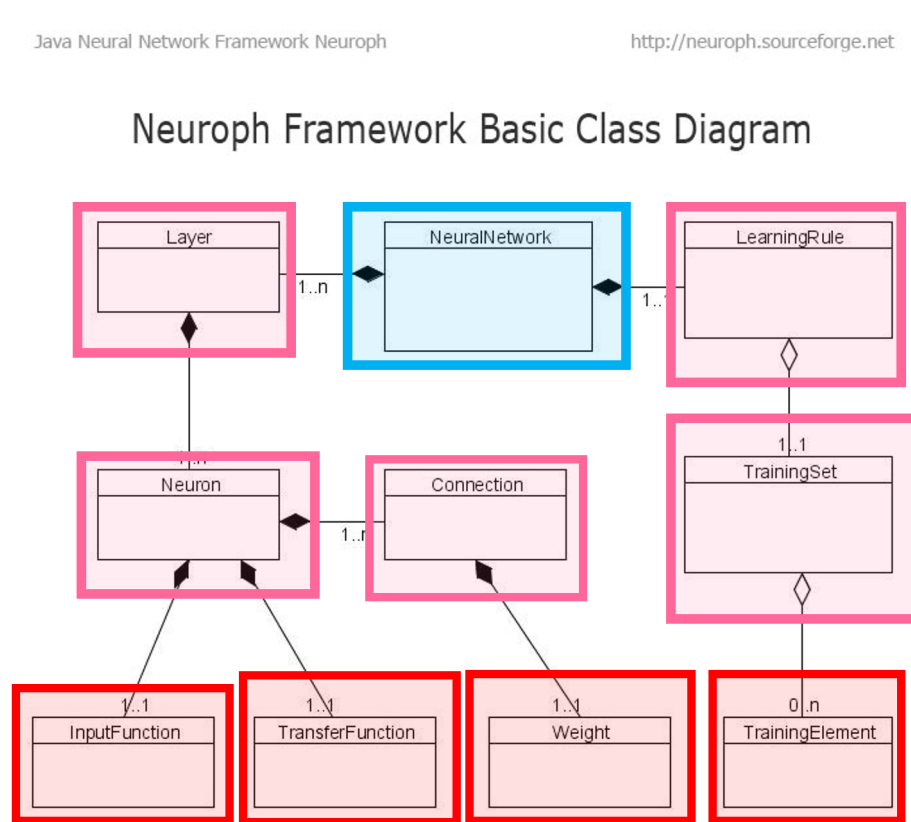 Java Neural Network Framework Neuroph
http://neuroph.sourceforge.net
Neuroph Framework Basic Class Diagram
Layer
NeuralNetwork
LearningRule
1..n
1..1
Neuron
Connection
1..1
TrainingSet
1..1
1..1
1..1
0..n
InputFunction
TransferFunction
Weight
TrainingElement